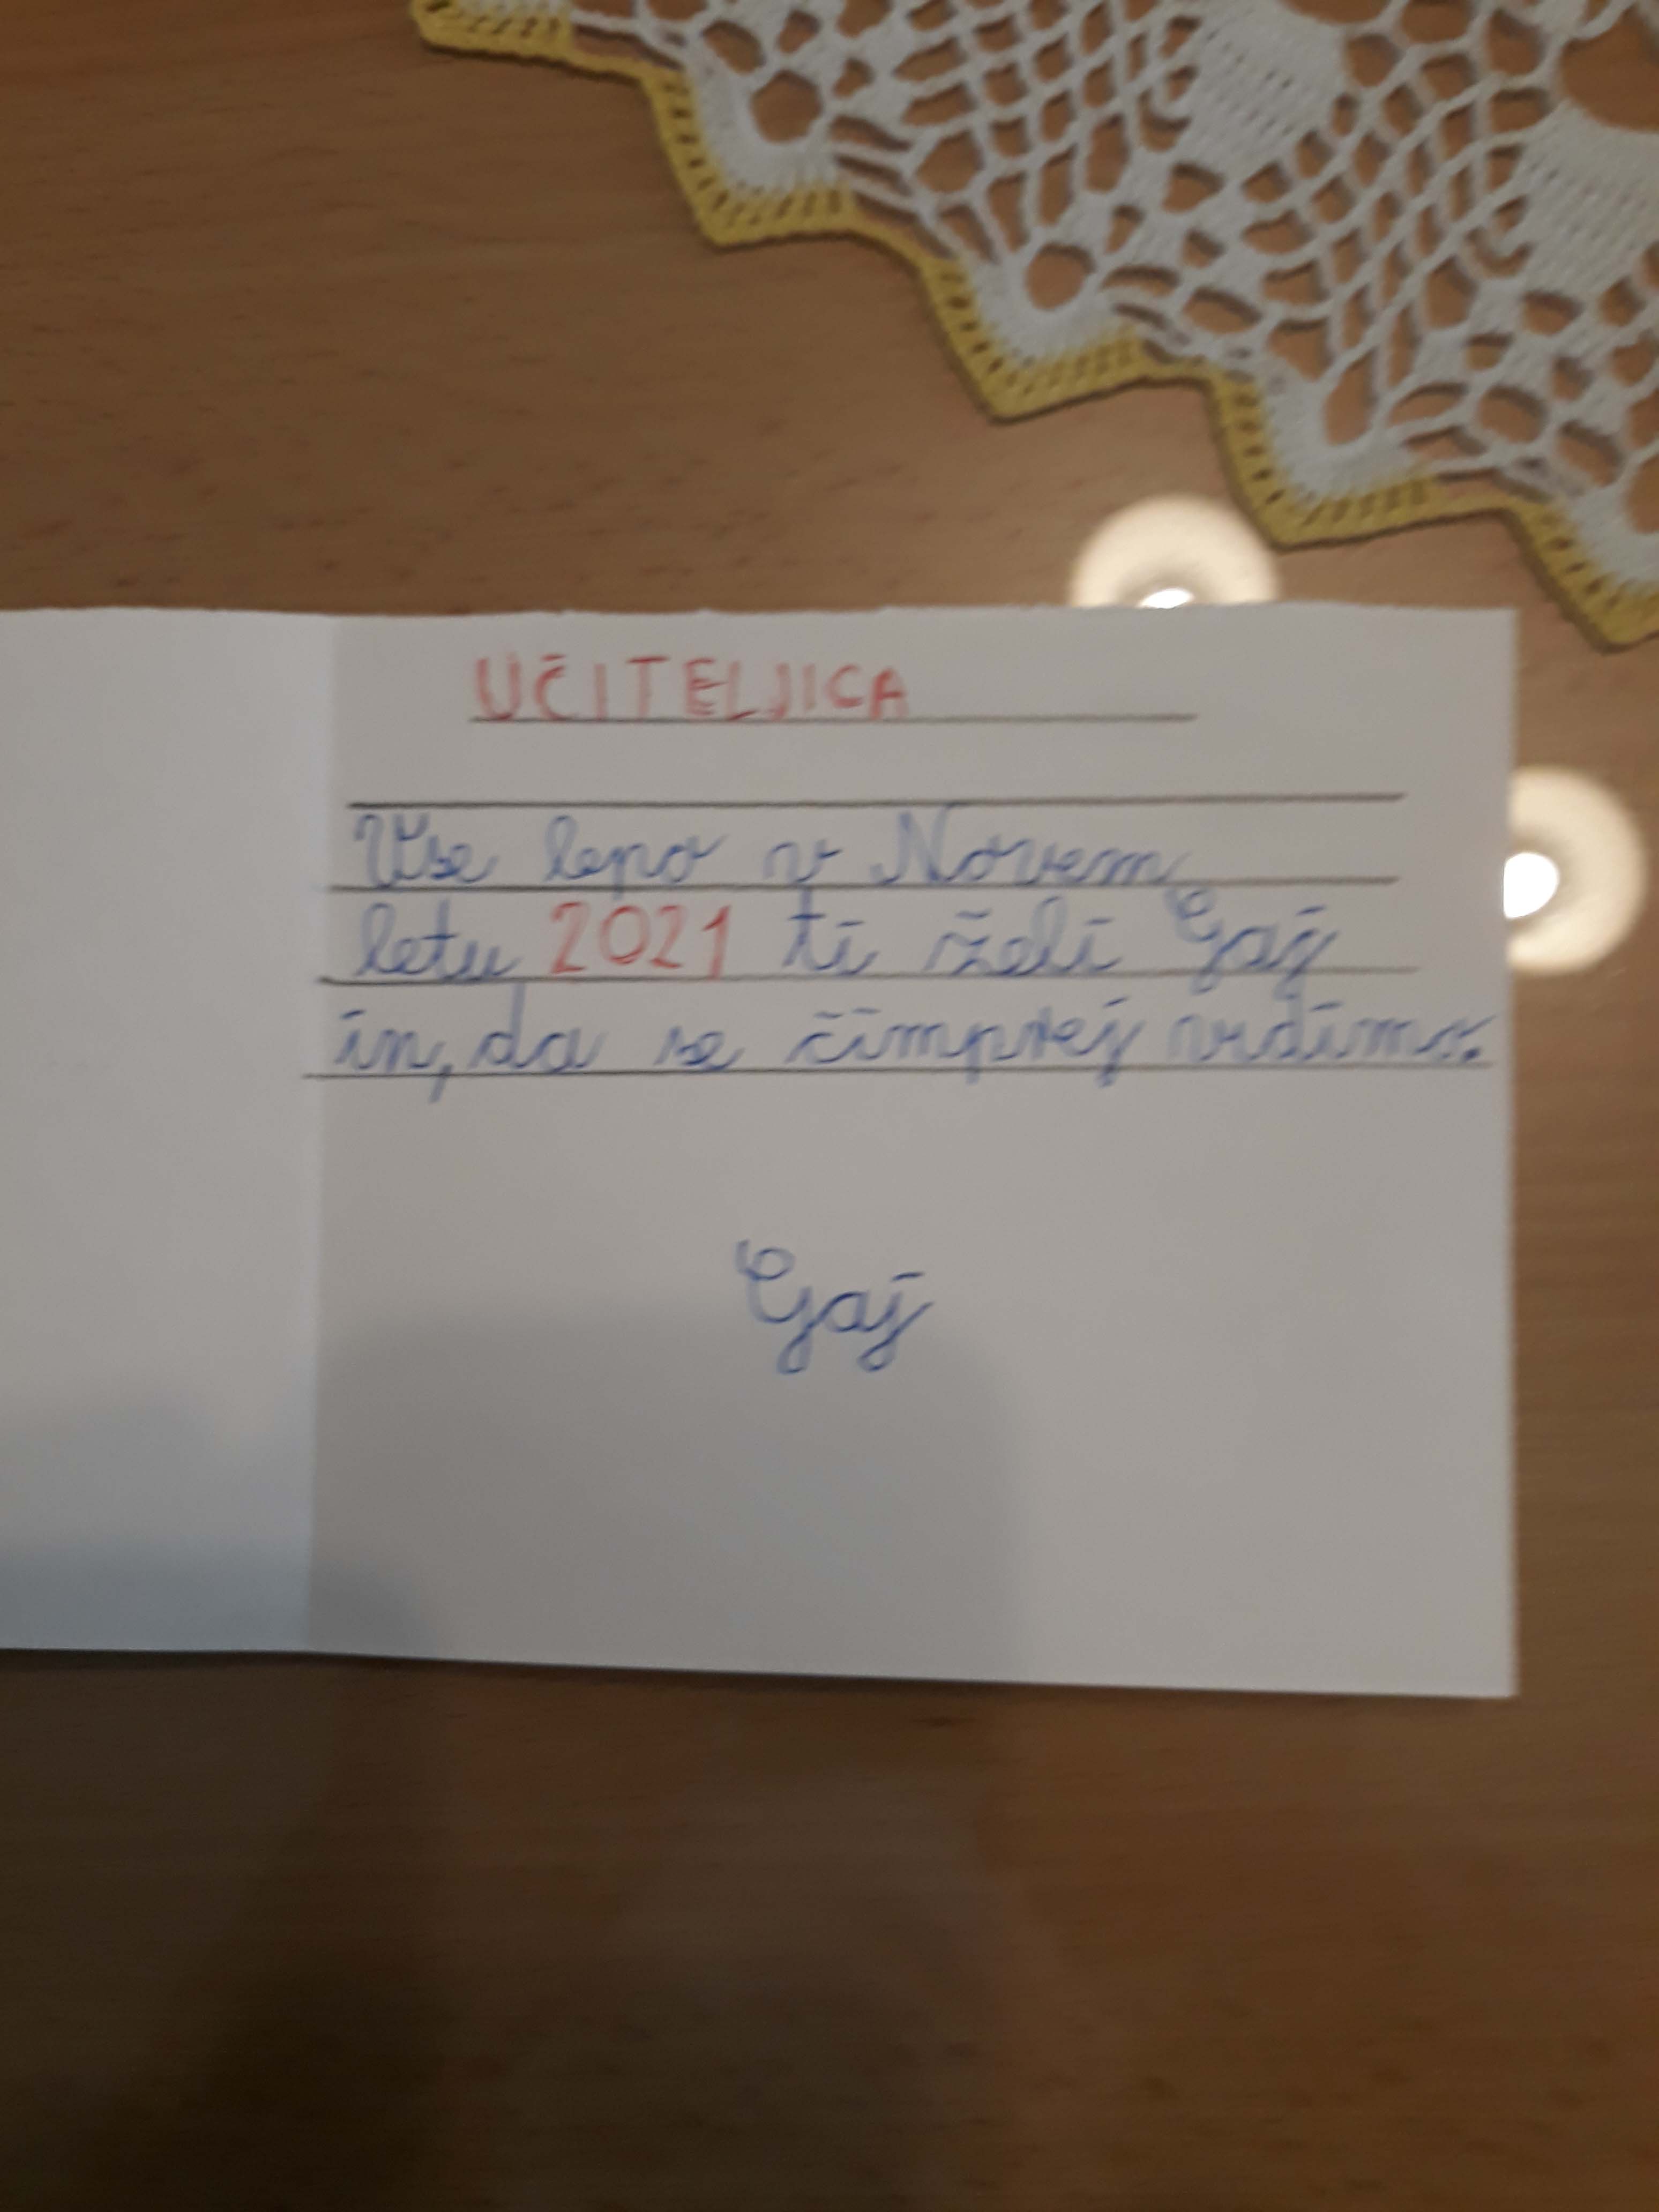 UČITELJICA
Vse lepo v Novem
letu 2021 ti želi Gaj
in, da se čimprej vidimo.
Gaj